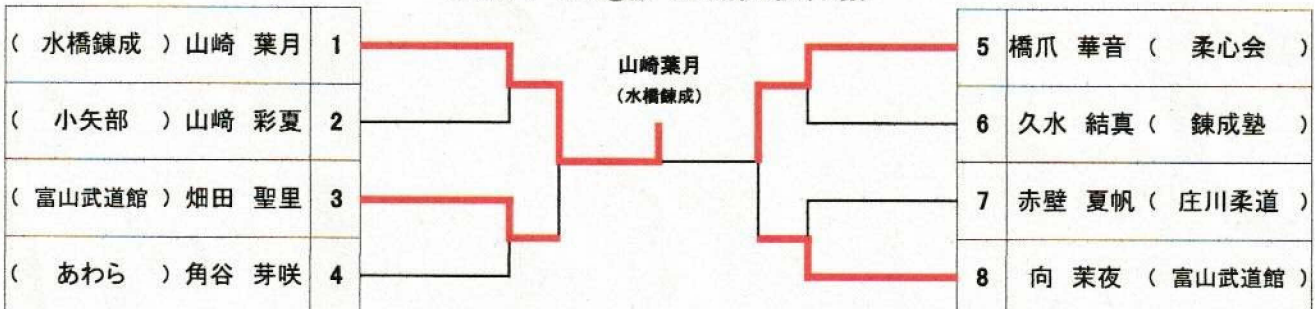 ( 水橋錬成 ) 山崎 葉月 1
( 小矢部 ) 山﨑 彩夏 2
( 富山武道館 ) 畑田 聖里 3
( あわら ) 角谷 芽咲 4
山崎葉月
(水橋錬成)
5 橋爪 華音 ( 柔心会 )
6 久水 結真 ( 錬成塾 )
7 赤壁 夏帆 ( 庄川柔道 )
8 向 茉夜 ( 富山武道館 )